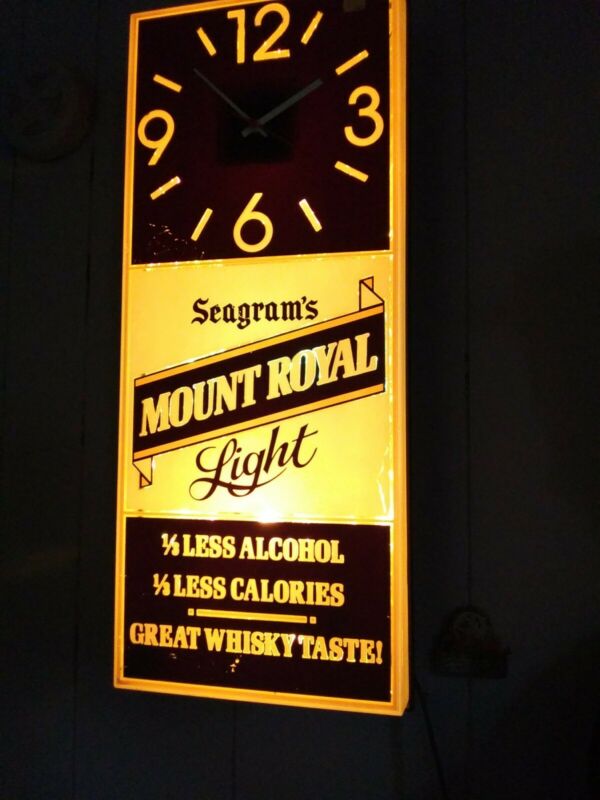 12
9 3
6
Seagram's
MOUNT ROYAL
Light
⅓ LESS ALCOHOL
⅓ LESS CALORIES
GREAT WHISKY TASTE!